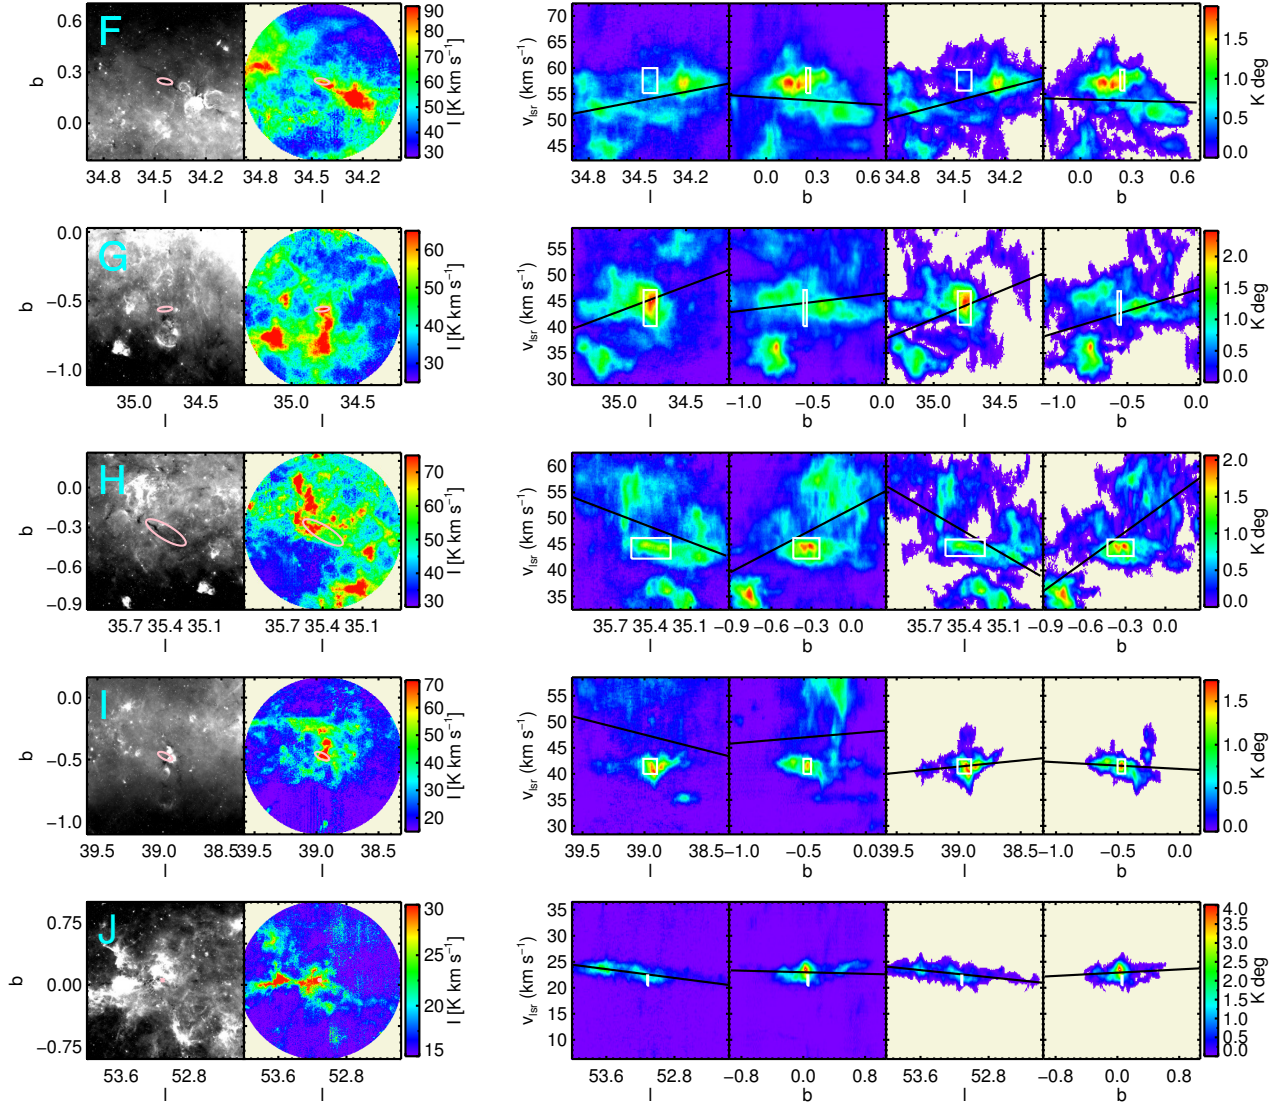 F
0.6
0.3
0.0
b
34.8 34.5 34.2
l
34.8 34.5 34.2
l
90
80
70
60
50
40
30
I [K km s⁻¹]
70
65
60
55
50
45
v_lsr (km s⁻¹)
34.8 34.5 34.2
l
0.0 0.3 0.6
b
34.8 34.5 34.2
l
0.0 0.3 0.6
b
1.5
1.0
0.5
0.0
K deg
G
0.0
−0.5
−1.0
b
35.0 34.5
l
35.0 34.5
l
60
50
40
30
I [K km s⁻¹]
55
50
45
40
35
30
v_lsr (km s⁻¹)
35.0 34.5
l
−1.0 −0.5 0.0
b
35.0 34.5
l
−1.0 −0.5 0.0
b
2.0
1.5
1.0
0.5
0.0
K deg
H
0.0
−0.3
−0.6
−0.9
b
35.7 35.4 35.1
l
35.7 35.4 35.1
l
70
60
50
40
30
I [K km s⁻¹]
60
55
50
45
40
35
v_lsr (km s⁻¹)
35.7 35.4 35.1
l
−0.9 −0.6 −0.3 0.0
b
35.7 35.4 35.1
l
−0.9 −0.6 −0.3 0.0
b
2.0
1.5
1.0
0.5
0.0
K deg
I
0.0
−0.5
−1.0
b
39.5 39.0 38.5
l
39.5 39.0 38.5
l
70
60
50
40
30
20
I [K km s⁻¹]
55
50
45
40
35
30
v_lsr (km s⁻¹)
39.5 39.0 38.5
l
−1.0 −0.5 0.0
b
39.5 39.0 38.5
l
−1.0 −0.5 0.0
b
1.5
1.0
0.5
0.0
K deg
J
0.75
0.00
−0.75
b
53.6 52.8
l
53.6 52.8
l
30
25
20
15
I [K km s⁻¹]
35
30
25
20
15
10
v_lsr (km s⁻¹)
53.6 52.8
l
−0.8 0.0 0.8
b
53.6 52.8
l
−0.8 0.0 0.8
b
4.0
3.5
3.0
2.5
2.0
1.5
1.0
0.5
0.0
K deg